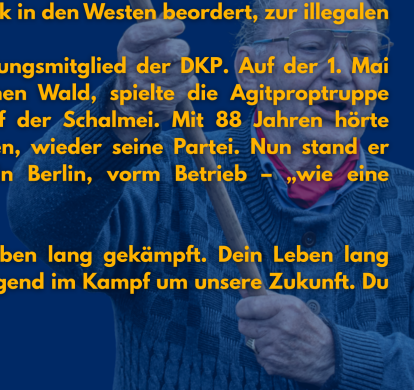 k in den Westen beordert, zur illegalen
ungsmitglied der DKP. Auf der 1. Mai
nen Wald, spielte die Agitproptruppe
f der Schalmei. Mit 88 Jahren hörte
en, wieder seine Partei. Nun stand er
n Berlin, vorm Betrieb – „wie eine
ben lang gekämpft. Dein Leben lang
gend im Kampf um unsere Zukunft. Du